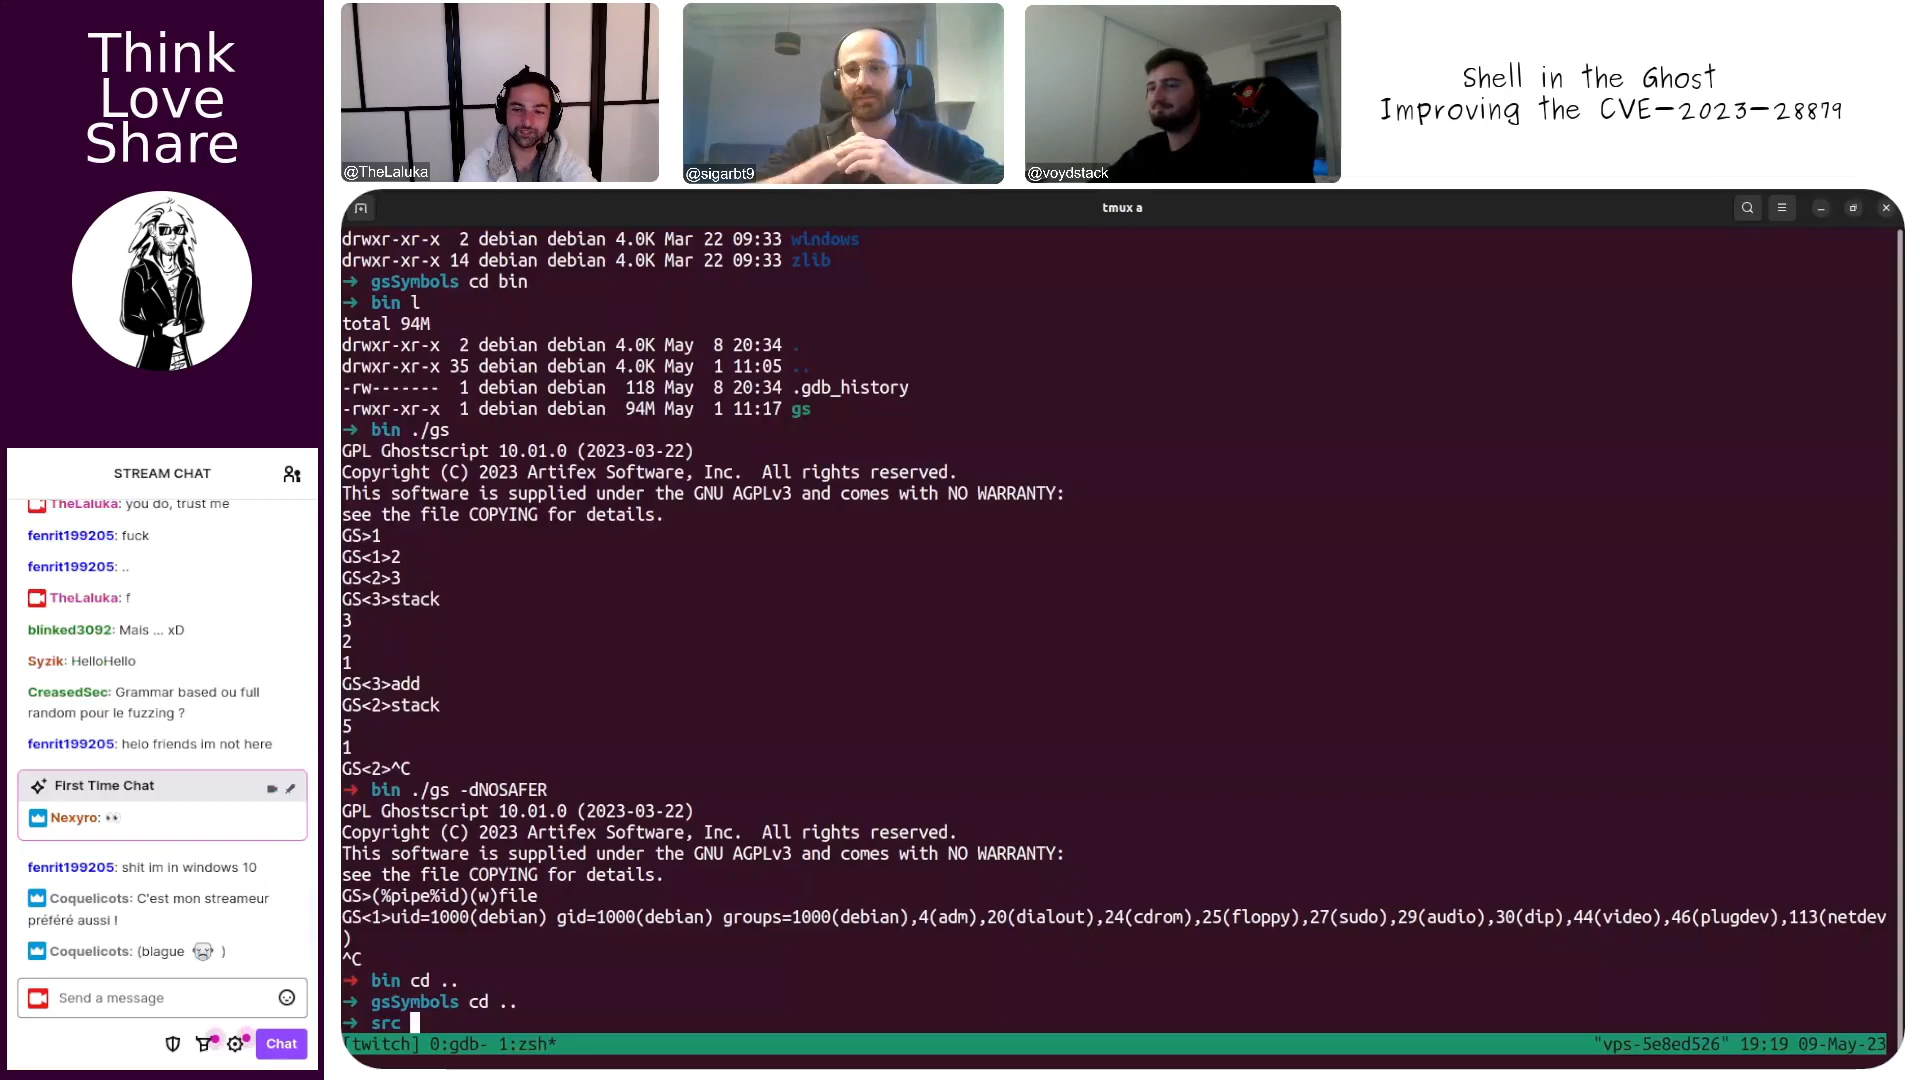 Think
Love
Share
@TheLaluka
@sigarbt9
@voydstack
Shell in the Ghost
Improving the CVE-2023-28879
tmux a
drwxr-xr-x  2 debian debian 4.0K Mar 22 09:33 windows
drwxr-xr-x 14 debian debian 4.0K Mar 22 09:33 zlib
→ gsSymbols cd bin
→ bin l
total 94M
drwxr-xr-x  2 debian debian 4.0K May  8 20:34 .
drwxr-xr-x 35 debian debian 4.0K May  1 11:05 ..
-rw-------  1 debian debian  118 May  8 20:34 .gdb_history
-rwxr-xr-x  1 debian debian  94M May  1 11:17 gs
→ bin ./gs
GPL Ghostscript 10.01.0 (2023-03-22)
Copyright (C) 2023 Artifex Software, Inc.  All rights reserved.
This software is supplied under the GNU AGPLv3 and comes with NO WARRANTY:
see the file COPYING for details.
GS>1
GS<1>2
GS<2>3
GS<3>stack
3
2
1
GS<3>add
GS<2>stack
5
1
GS<2>^C
→ bin ./gs -dNOSAFER
GPL Ghostscript 10.01.0 (2023-03-22)
Copyright (C) 2023 Artifex Software, Inc.  All rights reserved.
This software is supplied under the GNU AGPLv3 and comes with NO WARRANTY:
see the file COPYING for details.
GS>(%pipe%id)(w)file
GS<1>uid=1000(debian) gid=1000(debian) groups=1000(debian),4(adm),20(dialout),24(cdrom),25(floppy),27(sudo),29(audio),30(dip),44(video),46(plugdev),113(netdev
)
^C
→ bin cd ..
→ gsSymbols cd ..
→ src
[twitch] 0:gdb- 1:zsh* "vps-5e8ed526" 19:19 09-May-23
STREAM CHAT
TheLaluka: you do, trust me
fenrit199205: fuck
fenrit199205: ..
TheLaluka: f
blinked3092: Mais ... xD
Syzik: HelloHello
CreasedSec: Grammar based ou full
random pour le fuzzing ?
fenrit199205: helo friends im not here
First Time Chat
Nexyro: 👀
fenrit199205: shit im in windows 10
Coquelicots: C'est mon streameur
préféré aussi !
Coquelicots: (blague )
Send a message
Chat